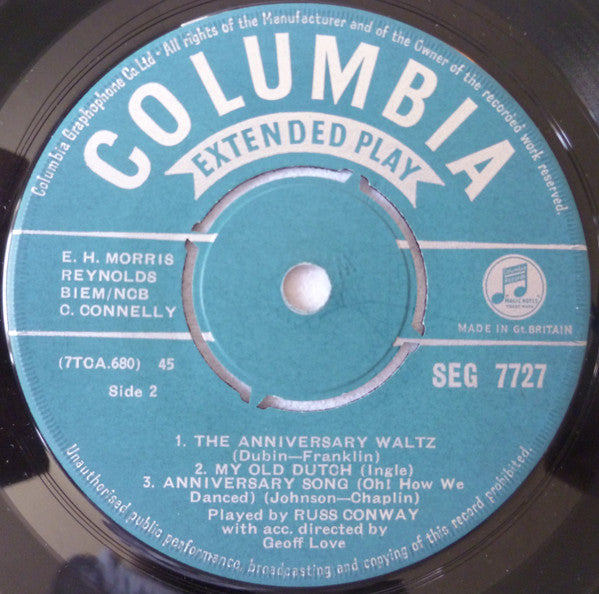 Columbia Graphophone Co. Ltd · All rights of the Manufacturer and of the Owner of the recorded work reserved.
COLUMBIA
EXTENDED PLAY
E. H. MORRIS
REYNOLDS
BIEM/NCB
C. CONNELLY
MAGIC NOTES
TRADE MARK
MADE IN Gt. BRITAIN
(7TCA.680) 45
Side 2
SEG 7727
1. THE ANNIVERSARY WALTZ
(Dubin—Franklin)
2. MY OLD DUTCH (Ingle)
3. ANNIVERSARY SONG (Oh! How We
Danced) (Johnson—Chaplin)
Played by RUSS CONWAY
with acc. directed by
Geoff Love
Unauthorised public performance, broadcasting and copying of this record prohibited.